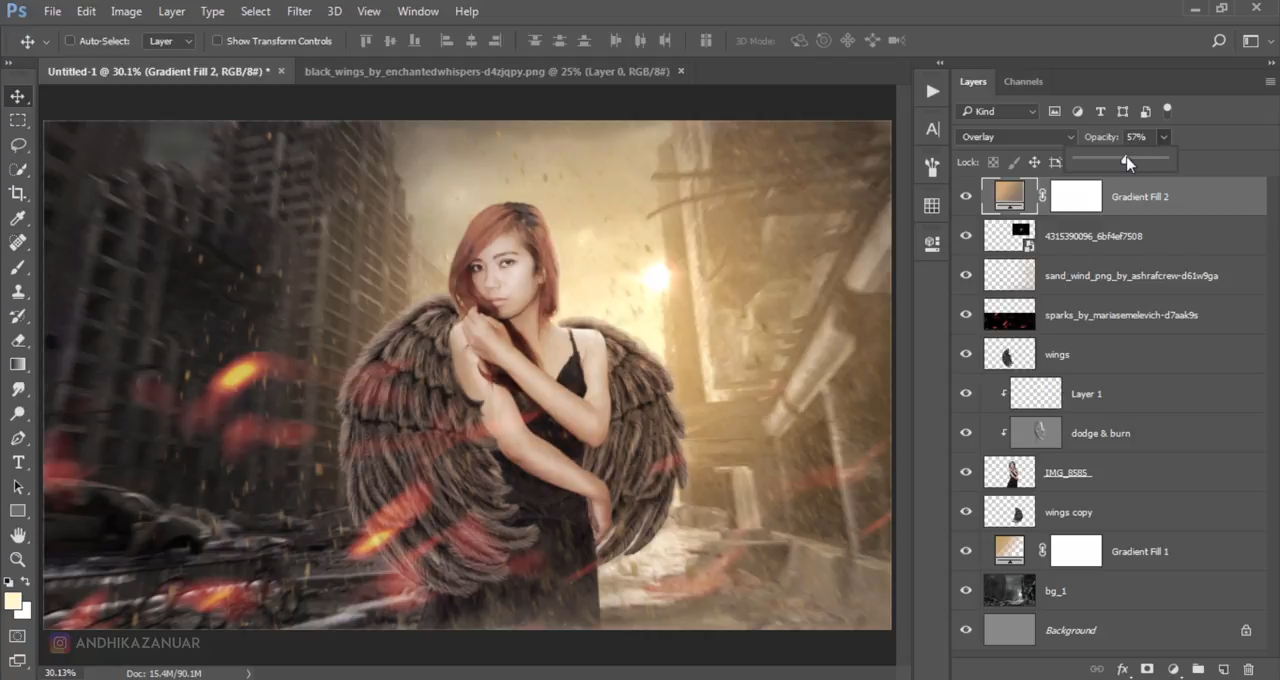 Ps File Edit Image Layer Type Select Filter 3D View Window Help
Auto-Select: Layer Show Transform Controls 3D Mode:
Untitled-1 @ 30.1% (Gradient Fill 2, RGB/8#) * black_wings_by_enchantedwhispers-d4zjqpy.png @ 25% (Layer 0, RGB/8#)
Layers Channels
Kind
Overlay Opacity: 57%
Lock:
Gradient Fill 2
4315390096_6bf4ef7508
sand_wind_png_by_ashrafcrew-d61w9ga
sparks_by_mariasemelevich-d7aak9s
wings
Layer 1
dodge & burn
IMG_8585_
wings copy
Gradient Fill 1
bg_1
Background
ANDHIKAZANUAR
30.13% Doc: 15.4M/90.1M